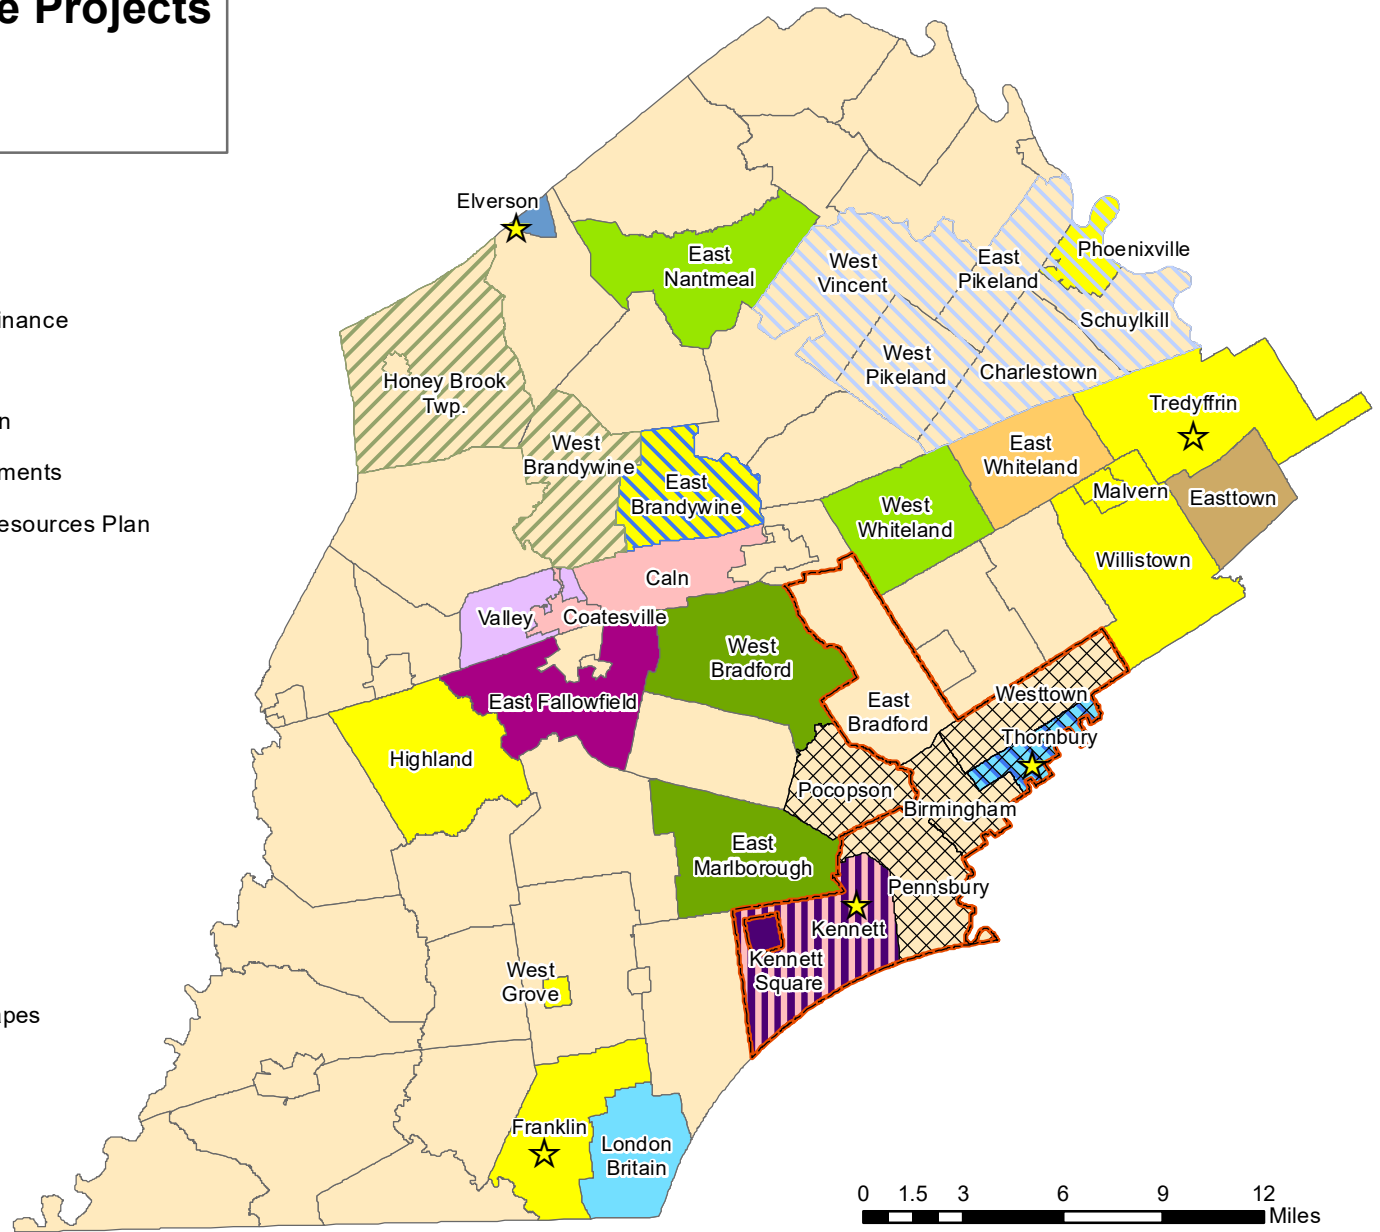 e Projects
Elverson
East
Nantmeal
West
Vincent
East
Pikeland
Phoenixville
Schuylkill
inance
Honey Brook
Twp.
West
Pikeland
Charlestown
Tredyffrin
n
West
Brandywine
East
Whiteland
ments
East
Brandywine
Malvern
Easttown
West
Whiteland
esources Plan
Willistown
Caln
Valley
Coatesville
West
Bradford
East Fallowfield
Westtown
East
Bradford
Thornbury
Highland
Pocopson
Birmingham
East
Marlborough
Pennsbury
Kennett
Kennett
Square
West
Grove
apes
Franklin
London
Britain
0 1.5 3 6 9 12
Miles